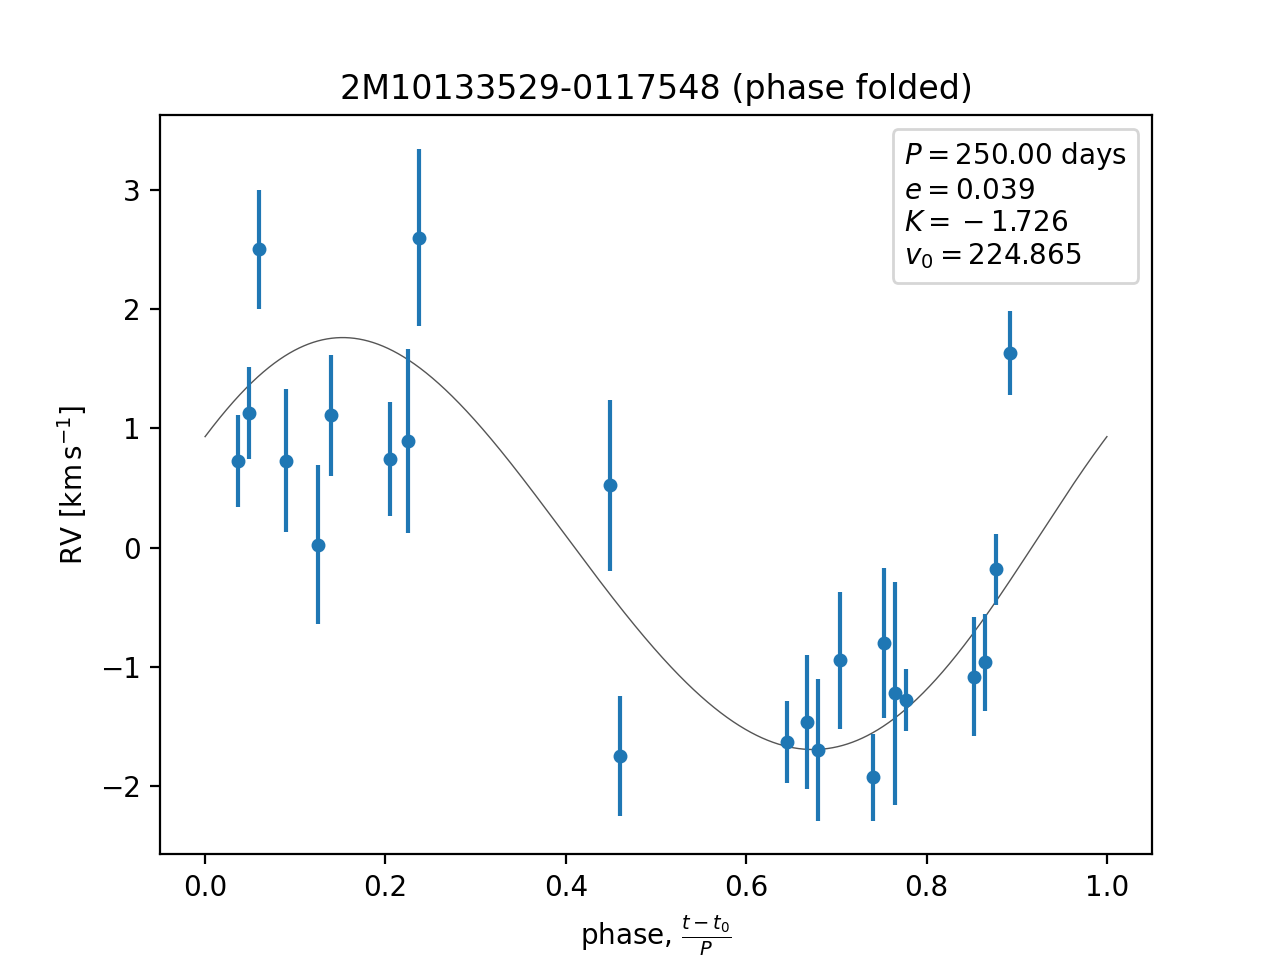 2M10133529-0117548 (phase folded)
P = 250.00 days
e = 0.039
K = −1.726
v₀ = 224.865
3
2
1
0
−1
−2
RV [km s⁻¹]
0.0 0.2 0.4 0.6 0.8 1.0
phase, (t − t₀)/P